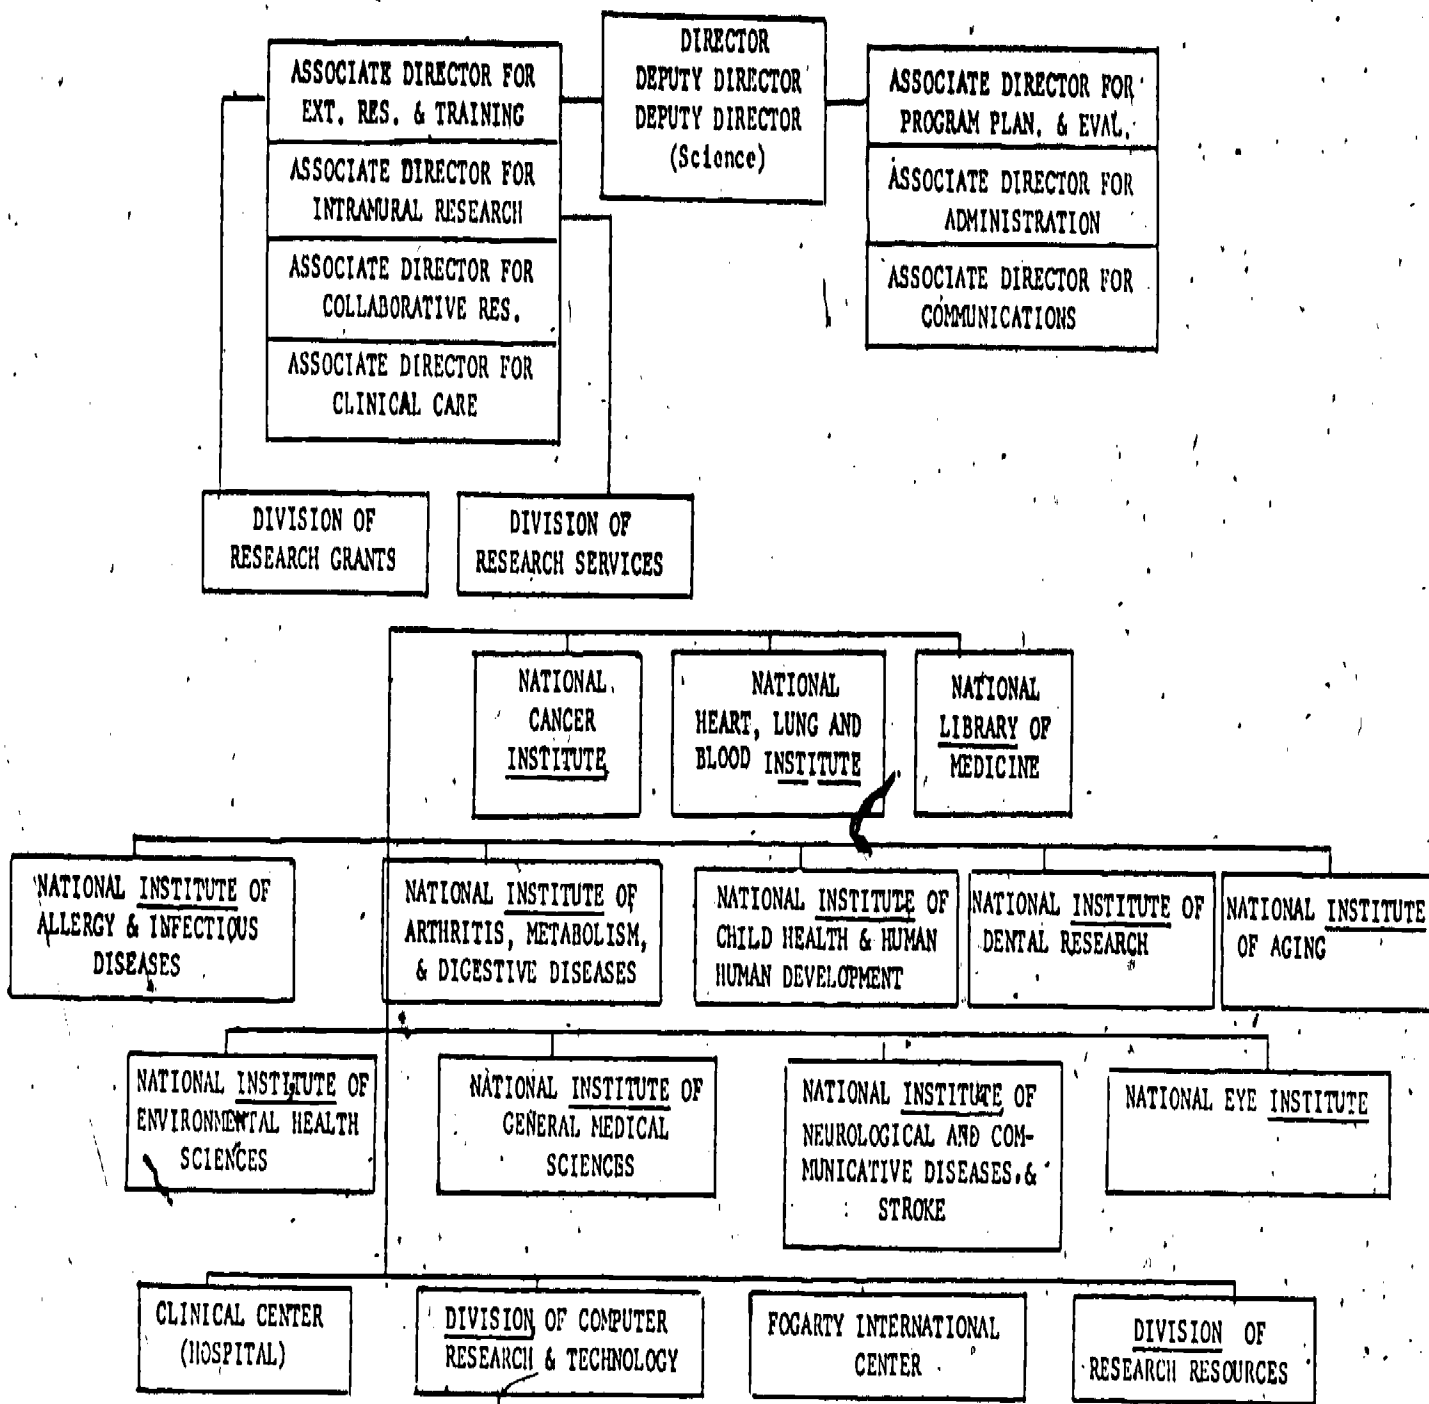 DIRECTOR
DEPUTY DIRECTOR
DEPUTY DIRECTOR
(Science)
ASSOCIATE DIRECTOR FOR
EXT. RES. & TRAINING
ASSOCIATE DIRECTOR FOR
INTRAMURAL RESEARCH
ASSOCIATE DIRECTOR FOR
COLLABORATIVE RES.
ASSOCIATE DIRECTOR FOR
CLINICAL CARE
ASSOCIATE DIRECTOR FOR
PROGRAM PLAN. & EVAL.
ASSOCIATE DIRECTOR FOR
ADMINISTRATION
ASSOCIATE DIRECTOR FOR
COMMUNICATIONS
DIVISION OF
RESEARCH GRANTS
DIVISION OF
RESEARCH SERVICES
NATIONAL
CANCER
INSTITUTE
NATIONAL
HEART, LUNG AND
BLOOD INSTITUTE
NATIONAL
LIBRARY OF
MEDICINE
NATIONAL INSTITUTE OF
ALLERGY & INFECTIOUS
DISEASES
NATIONAL INSTITUTE OF
ARTHRITIS, METABOLISM,
& DIGESTIVE DISEASES
NATIONAL INSTITUTE OF
CHILD HEALTH & HUMAN
HUMAN DEVELOPMENT
NATIONAL INSTITUTE OF
DENTAL RESEARCH
NATIONAL INSTITUTE
OF AGING
NATIONAL INSTITUTE OF
ENVIRONMENTAL HEALTH
SCIENCES
NATIONAL INSTITUTE OF
GENERAL MEDICAL
SCIENCES
NATIONAL INSTITUTE OF
NEUROLOGICAL AND COM-
MUNICATIVE DISEASES, &
STROKE
NATIONAL EYE INSTITUTE
CLINICAL CENTER
(HOSPITAL)
DIVISION OF COMPUTER
RESEARCH & TECHNOLOGY
FOGARTY INTERNATIONAL
CENTER
DIVISION OF
RESEARCH RESOURCES